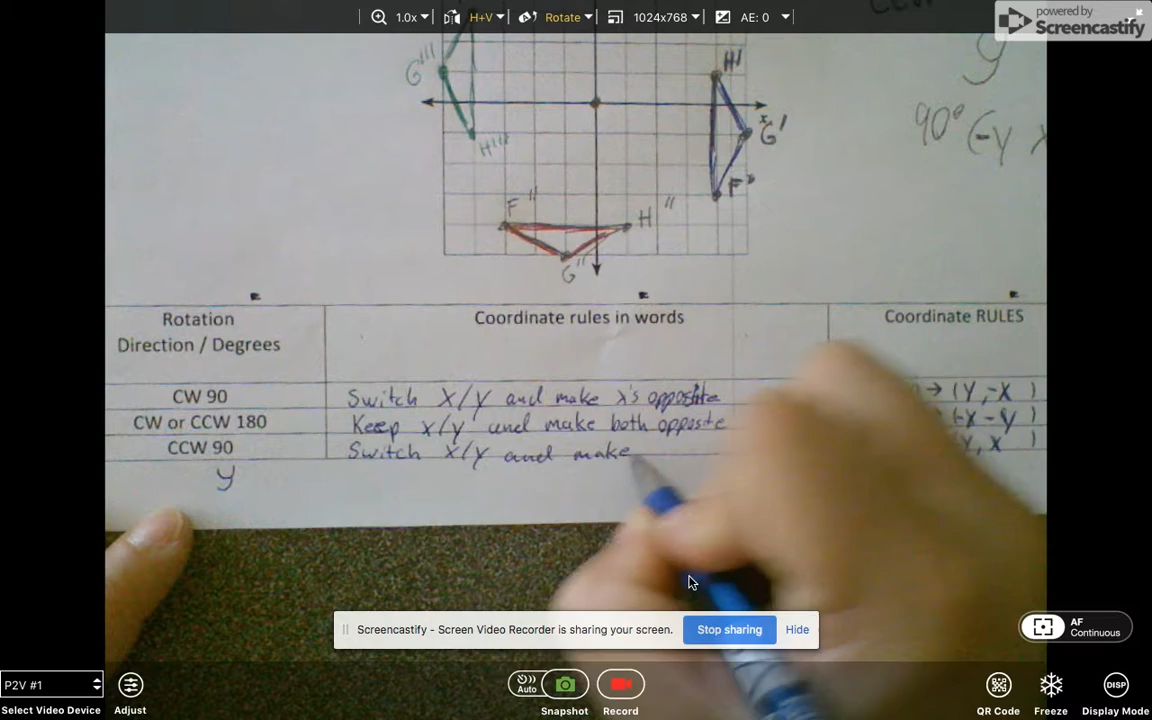 1.0x
H+V
Rotate
1024x768
AE: 0
powered by
Screencastify
G'''
H'''
H'
x
G'
F'
90° (-y x
y
F''
H''
G''
Rotation
Direction / Degrees
Coordinate rules in words
Coordinate RULES
CW 90
Switch X/Y and make x's opposite
→ (Y, -X )
CW or CCW 180
Keep x/y and make both opposite
(-X -Y )
CCW 90
Switch X/Y and make
Y, X )
y
Screencastify - Screen Video Recorder is sharing your screen.
Stop sharing
Hide
AF
Continuous
P2V #1
Auto
DISP
Select Video Device
Adjust
Snapshot
Record
QR Code
Freeze
Display Mode